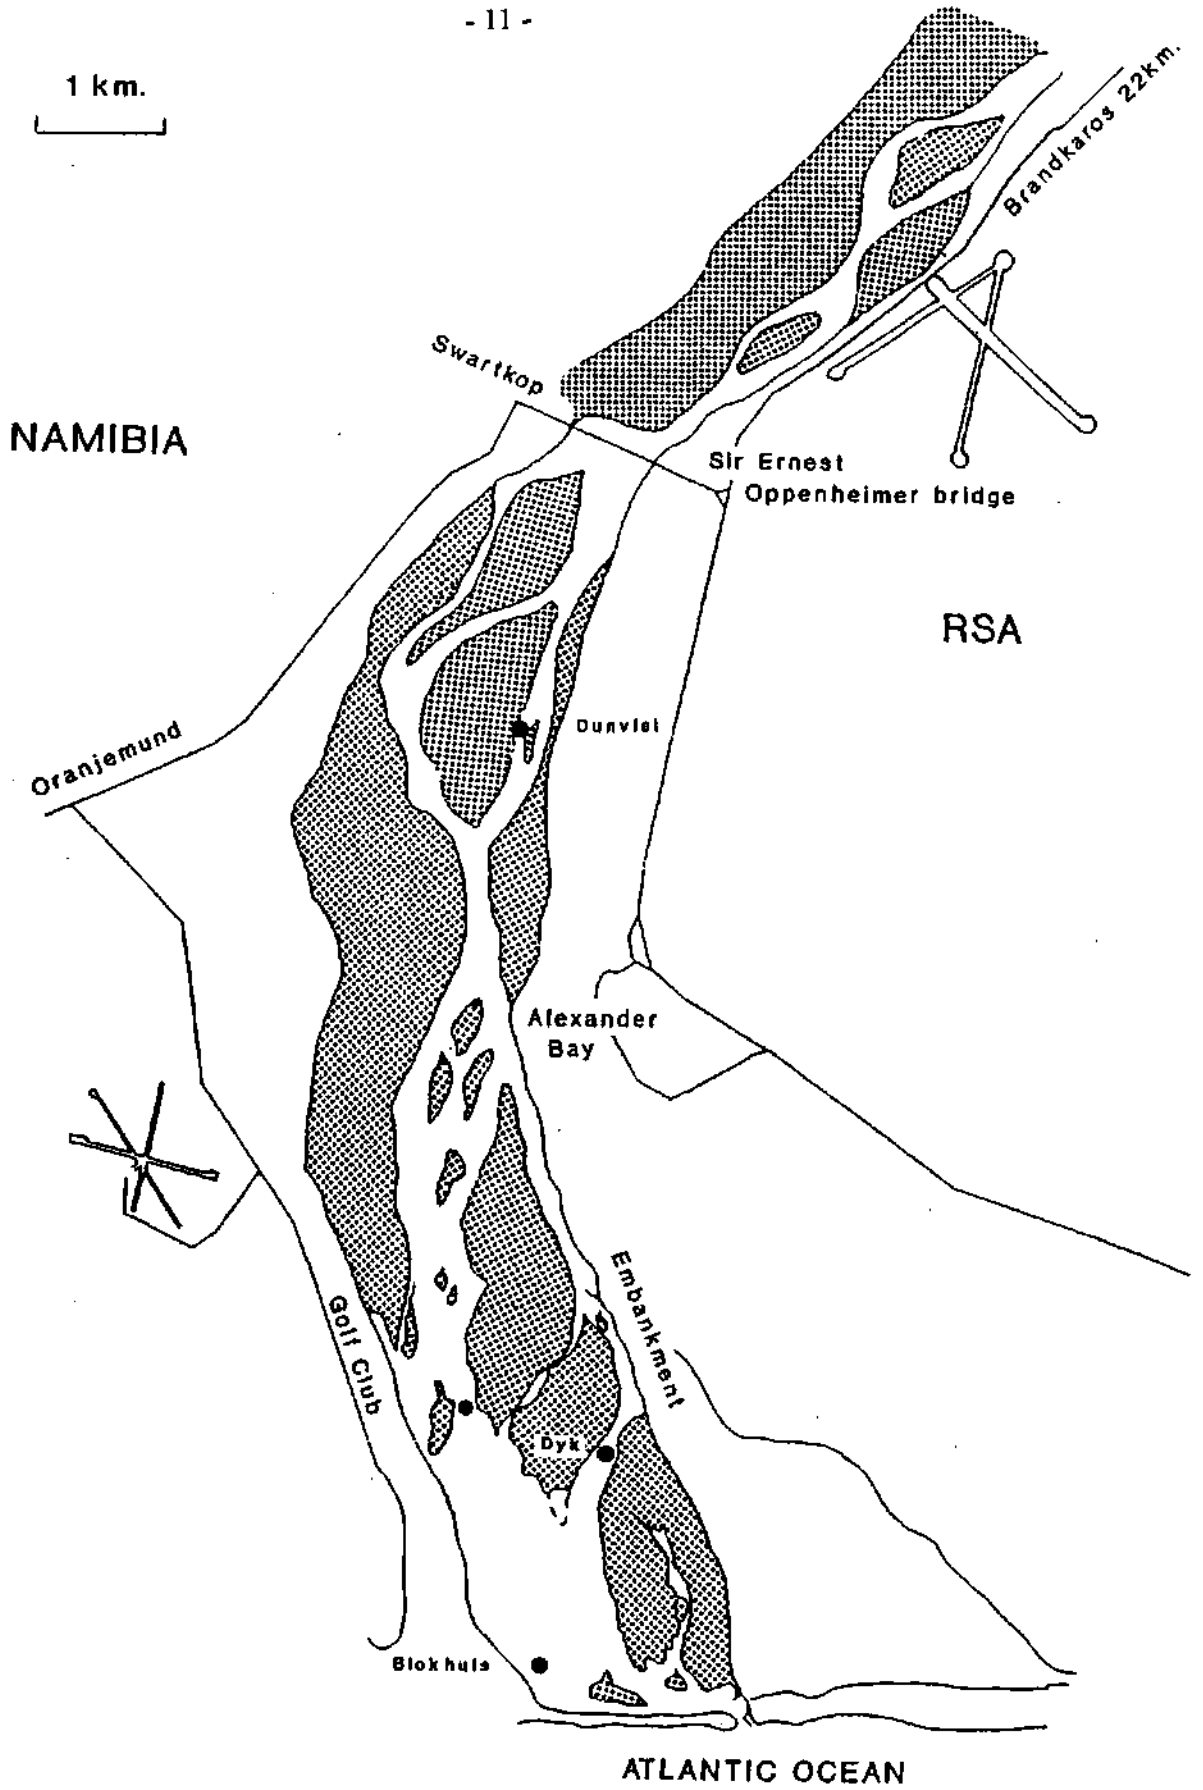 - 11 -
1 km.
Brandkaros 22km.
Swartkop
NAMIBIA
Sir Ernest
Oppenheimer bridge
RSA
Dunvlei
Oranjemund
Alexander
Bay
Embankment
Golf Club
Dyk
Blokhuis
ATLANTIC OCEAN